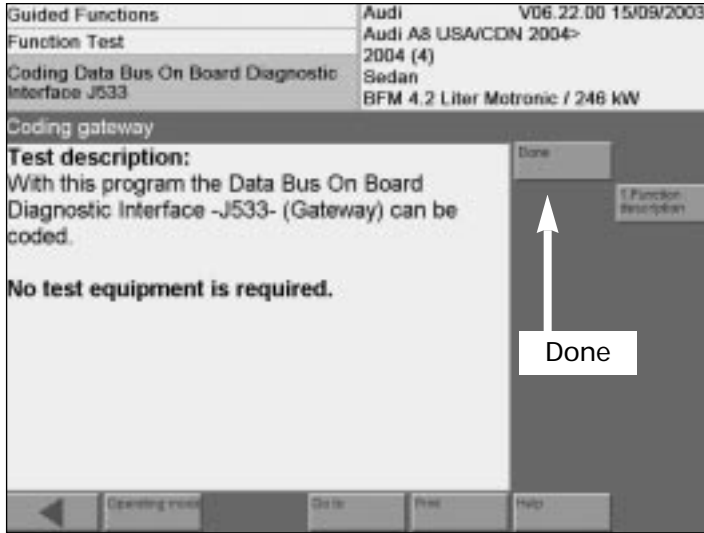 Guided Functions
Function Test
Coding Data Bus On Board Diagnostic
Interface J533
Audi V06.22.00 15/09/2003
Audi A8 USA/CDN 2004>
2004 (4)
Sedan
BFM 4.2 Liter Motronic / 246 kW
Coding gateway
Test description:
With this program the Data Bus On Board
Diagnostic Interface -J533- (Gateway) can be
coded.
No test equipment is required.
Done
1.Function
description
Done
Operating mode
Go to
Print
Help